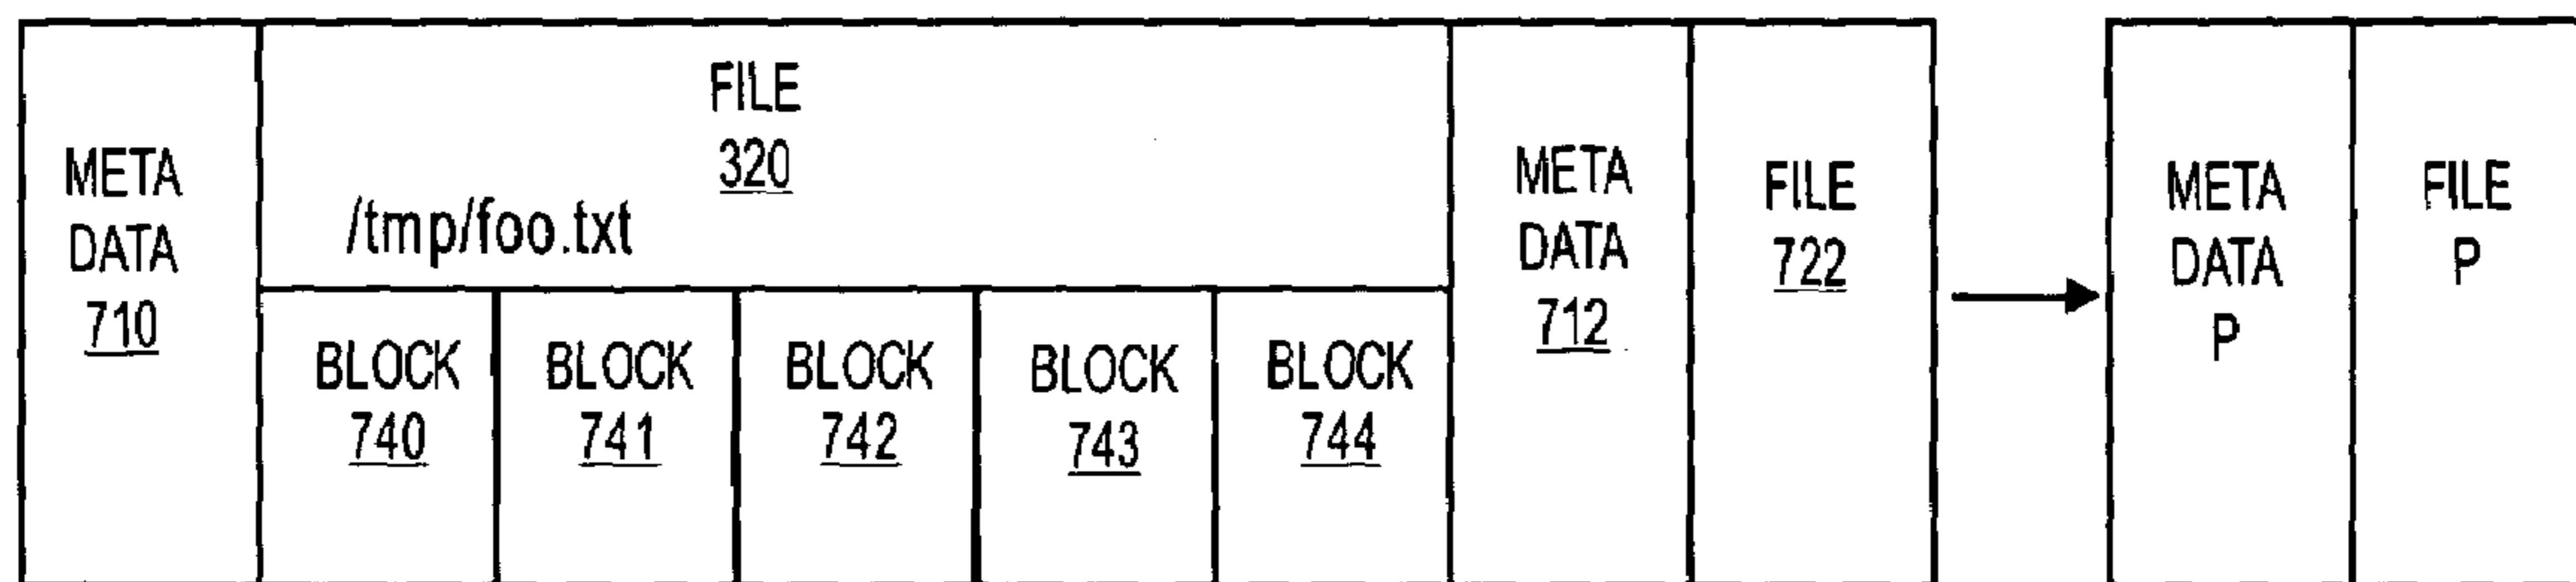 META
DATA
710
FILE
320
/tmp/foo.txt
BLOCK
740
BLOCK
741
BLOCK
742
BLOCK
743
BLOCK
744
META
DATA
712
FILE
722
META
DATA
P
FILE
P